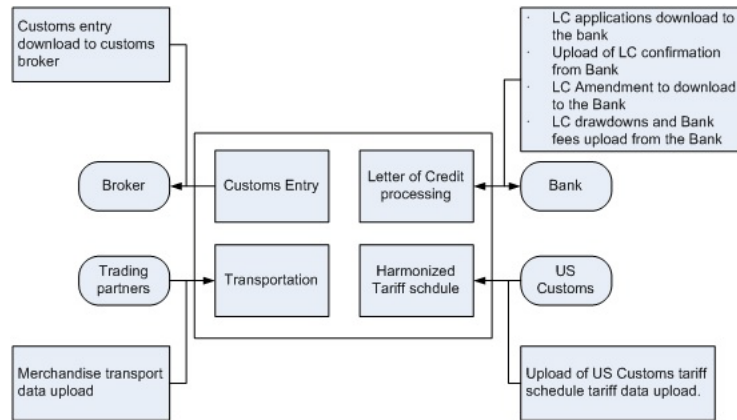 Customs entry
download to customs
broker
· LC applications download to
the bank
· Upload of LC confirmation
from Bank
· LC Amendment to download
to the Bank
· LC drawdowns and Bank
fees upload from the Bank
Broker
Customs Entry
Letter of Credit
processing
Bank
Trading
partners
Transportation
Harmonized
Tariff schdule
US
Customs
Merchandise transport
data upload
Upload of US Customs tariff
schedule tariff data upload.